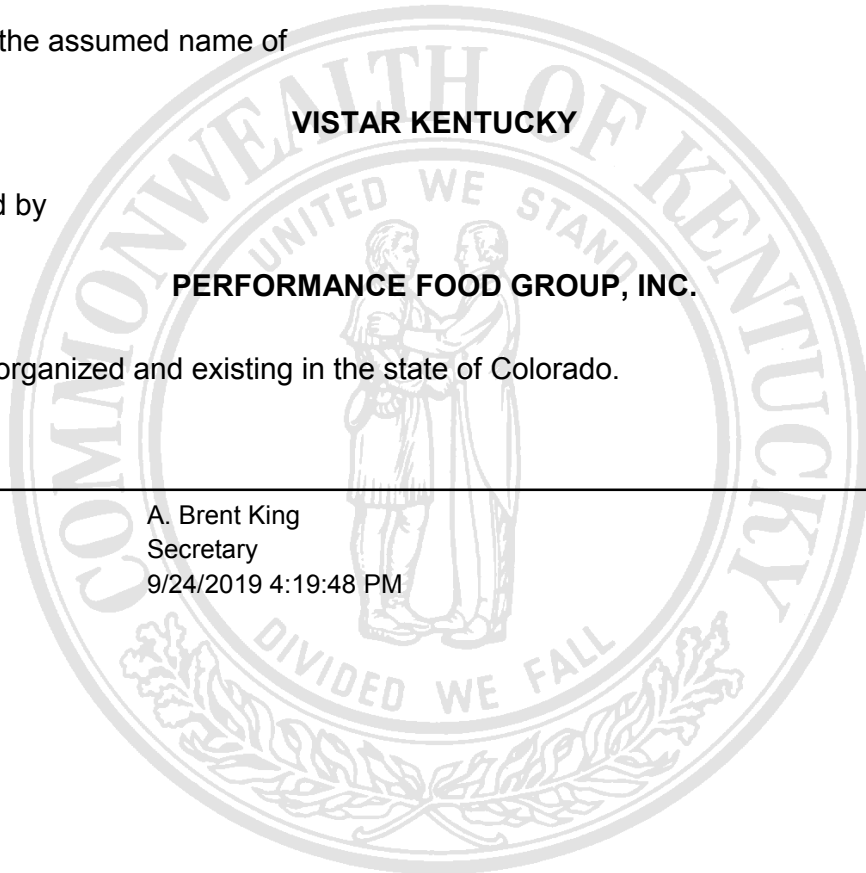 the assumed name of
VISTAR KENTUCKY
d by
PERFORMANCE FOOD GROUP, INC.
organized and existing in the state of Colorado.
A. Brent King
Secretary
9/24/2019 4:19:48 PM
COMMONWEALTH OF KENTUCKY
UNITED WE STAND
DIVIDED WE FALL